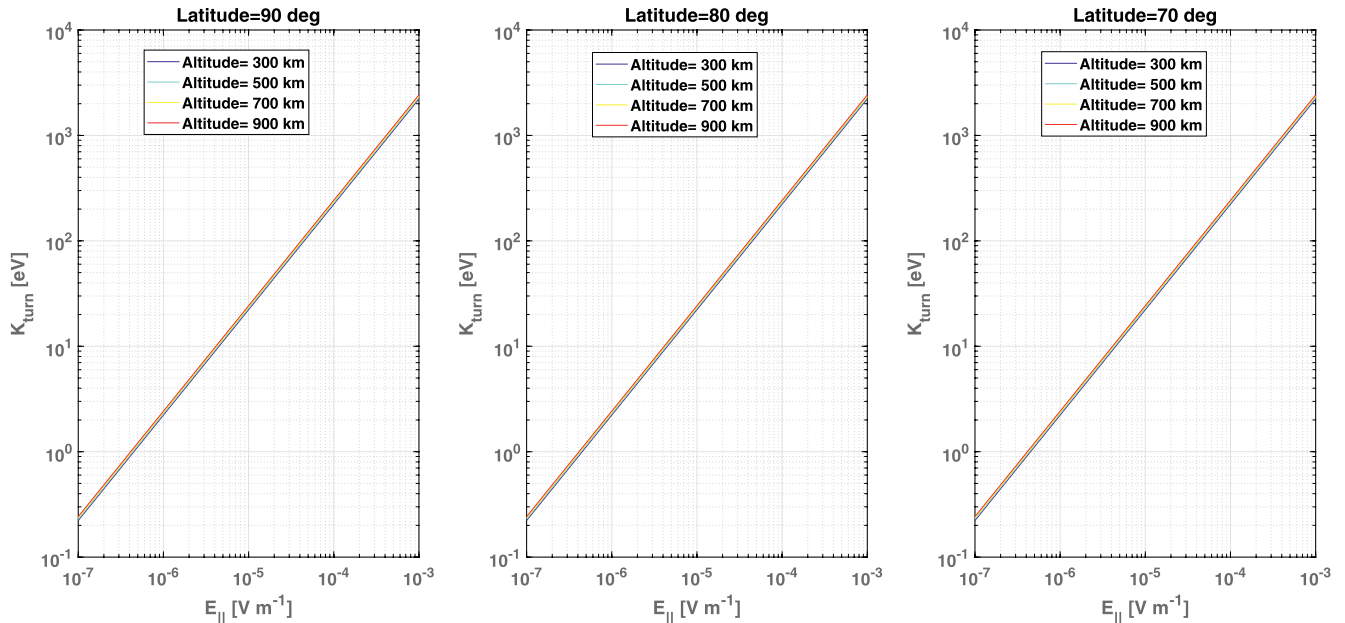 Latitude=90 deg
10^4
10^3
10^2
10^1
10^0
10^-1
K_turn [eV]
Altitude= 300 km
Altitude= 500 km
Altitude= 700 km
Altitude= 900 km
10^-7
10^-6
10^-5
10^-4
10^-3
E_|| [V m^-1]
Latitude=80 deg
10^4
10^3
10^2
10^1
10^0
10^-1
K_turn [eV]
Altitude= 300 km
Altitude= 500 km
Altitude= 700 km
Altitude= 900 km
10^-7
10^-6
10^-5
10^-4
10^-3
E_|| [V m^-1]
Latitude=70 deg
10^4
10^3
10^2
10^1
10^0
10^-1
K_turn [eV]
Altitude= 300 km
Altitude= 500 km
Altitude= 700 km
Altitude= 900 km
10^-7
10^-6
10^-5
10^-4
10^-3
E_|| [V m^-1]